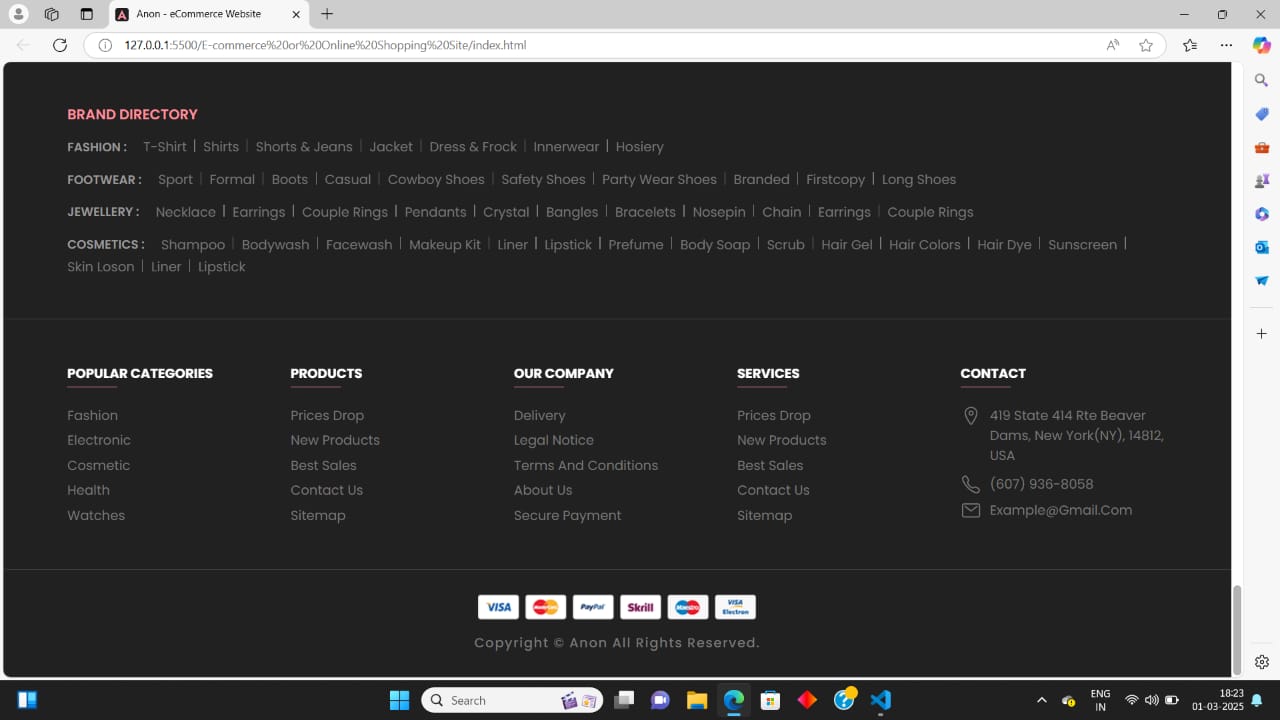 Anon - eCommerce Website
127.0.0.1:5500/E-commerce%20or%20Online%20Shopping%20Site/index.html
BRAND DIRECTORY
FASHION : T-Shirt | Shirts | Shorts & Jeans | Jacket | Dress & Frock | Innerwear | Hosiery
FOOTWEAR : Sport | Formal | Boots | Casual | Cowboy Shoes | Safety Shoes | Party Wear Shoes | Branded | Firstcopy | Long Shoes
JEWELLERY : Necklace | Earrings | Couple Rings | Pendants | Crystal | Bangles | Bracelets | Nosepin | Chain | Earrings | Couple Rings
COSMETICS : Shampoo | Bodywash | Facewash | Makeup Kit | Liner | Lipstick | Prefume | Body Soap | Scrub | Hair Gel | Hair Colors | Hair Dye | Sunscreen |
Skin Loson | Liner | Lipstick
POPULAR CATEGORIES
Fashion
Electronic
Cosmetic
Health
Watches
PRODUCTS
Prices Drop
New Products
Best Sales
Contact Us
Sitemap
OUR COMPANY
Delivery
Legal Notice
Terms And Conditions
About Us
Secure Payment
SERVICES
Prices Drop
New Products
Best Sales
Contact Us
Sitemap
CONTACT
419 State 414 Rte Beaver
Dams, New York(NY), 14812,
USA
(607) 936-8058
Example@Gmail.Com
VISA MasterCard PayPal Skrill Maestro VISA Electron
Copyright © Anon All Rights Reserved.
Search
ENG
IN
18:23
01-03-2025